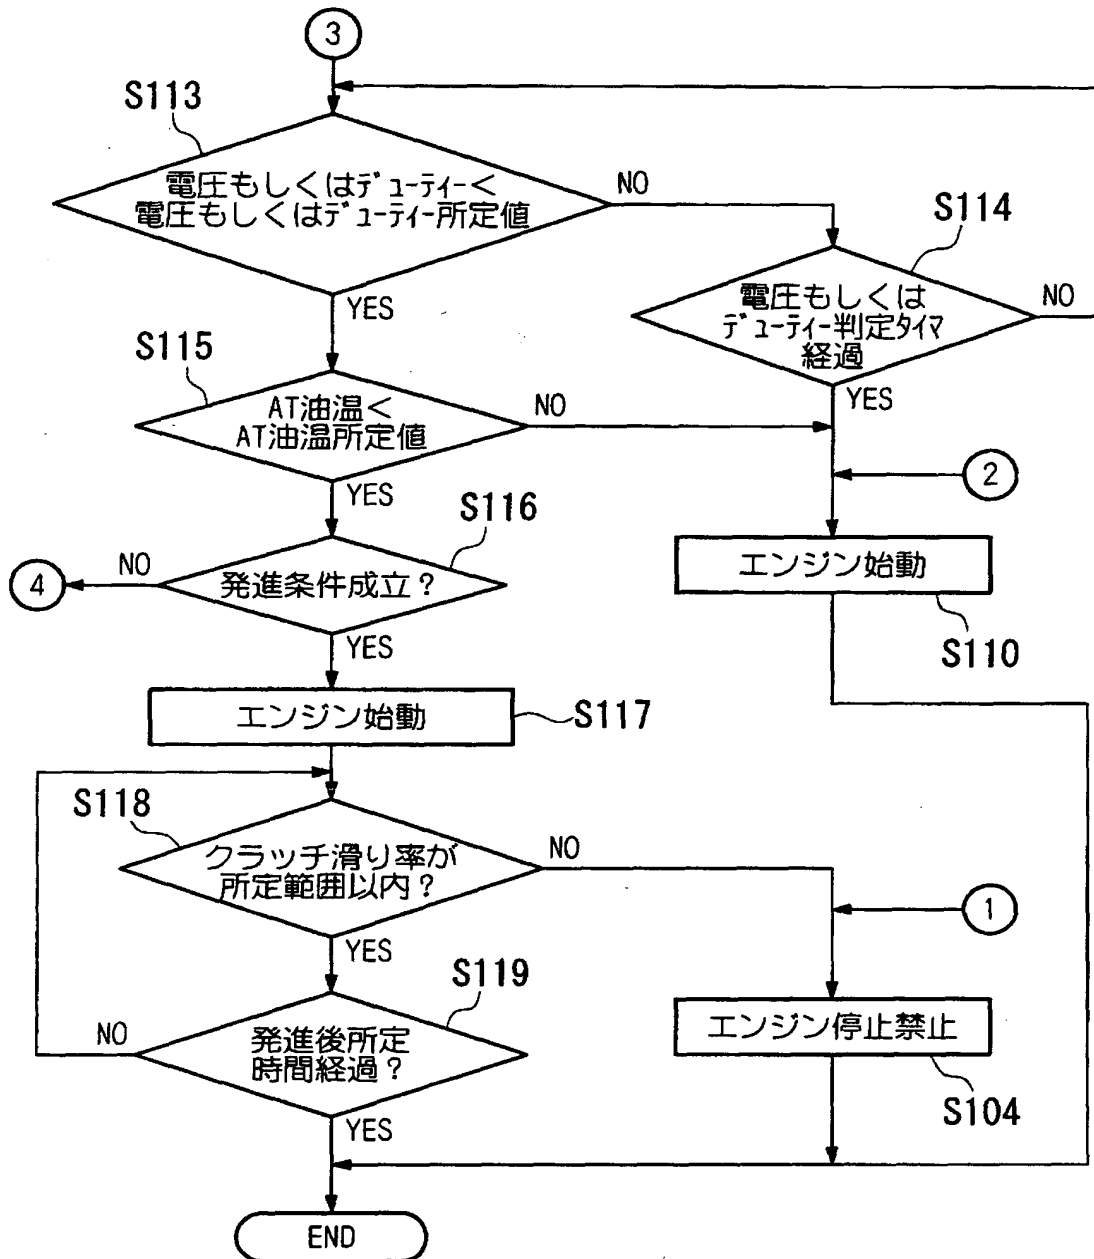 3
S113
電圧もしくはデューティー<
電圧もしくはデューティー所定値
NO
YES
S114
電圧もしくは
デューティー判定タイマ
経過
NO
YES
S115
AT油温<
AT油温所定値
NO
YES
2
S116
発進条件成立?
NO
4
YES
エンジン始動
S110
エンジン始動
S117
S118
クラッチ滑り率が
所定範囲以内?
NO
YES
1
S119
発進後所定
時間経過?
NO
YES
エンジン停止禁止
S104
END